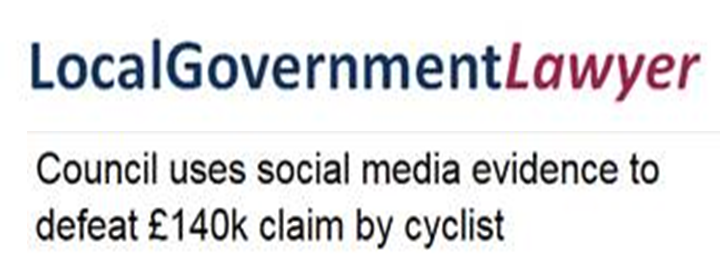 LocalGovernmentLawyer
Council uses social media evidence to
defeat £140k claim by cyclist